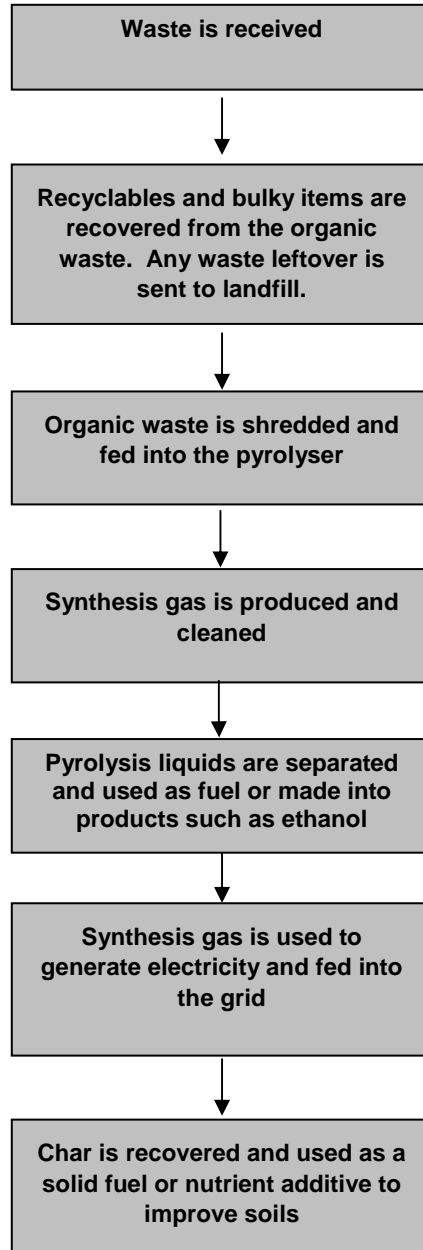 Waste is received
Recyclables and bulky items are
recovered from the organic
waste.  Any waste leftover is
sent to landfill.
Organic waste is shredded and
fed into the pyrolyser
Synthesis gas is produced and
cleaned
Pyrolysis liquids are separated
and used as fuel or made into
products such as ethanol
Synthesis gas is used to
generate electricity and fed into
the grid
Char is recovered and used as a
solid fuel or nutrient additive to
improve soils